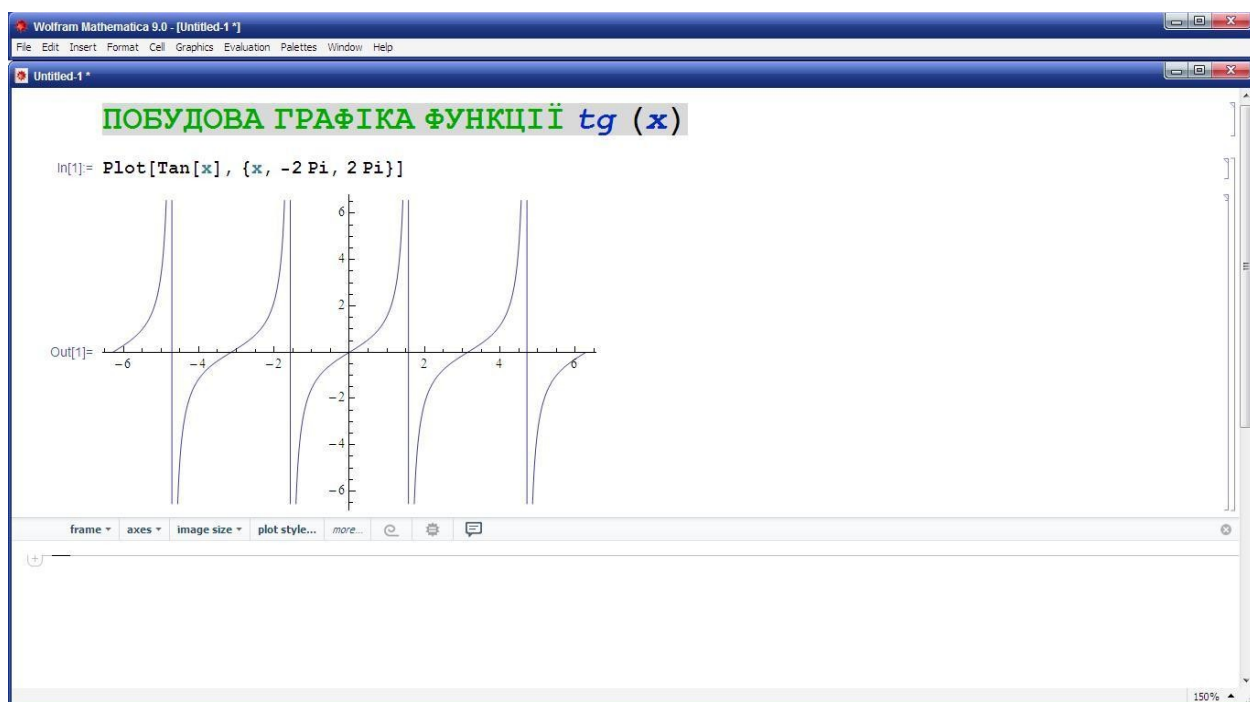 Wolfram Mathematica 9.0 - [Untitled-1 *]
File Edit Insert Format Cell Graphics Evaluation Palettes Window Help
Untitled-1 *
ПОБУДОВА ГРАФІКА ФУНКЦІЇ tg (x)
In[1]:= Plot[Tan[x], {x, -2 Pi, 2 Pi}]
6
4
2
Out[1]= -6 -4 -2 2 4 6
-2
-4
-6
frame axes image size plot style... more...
150%